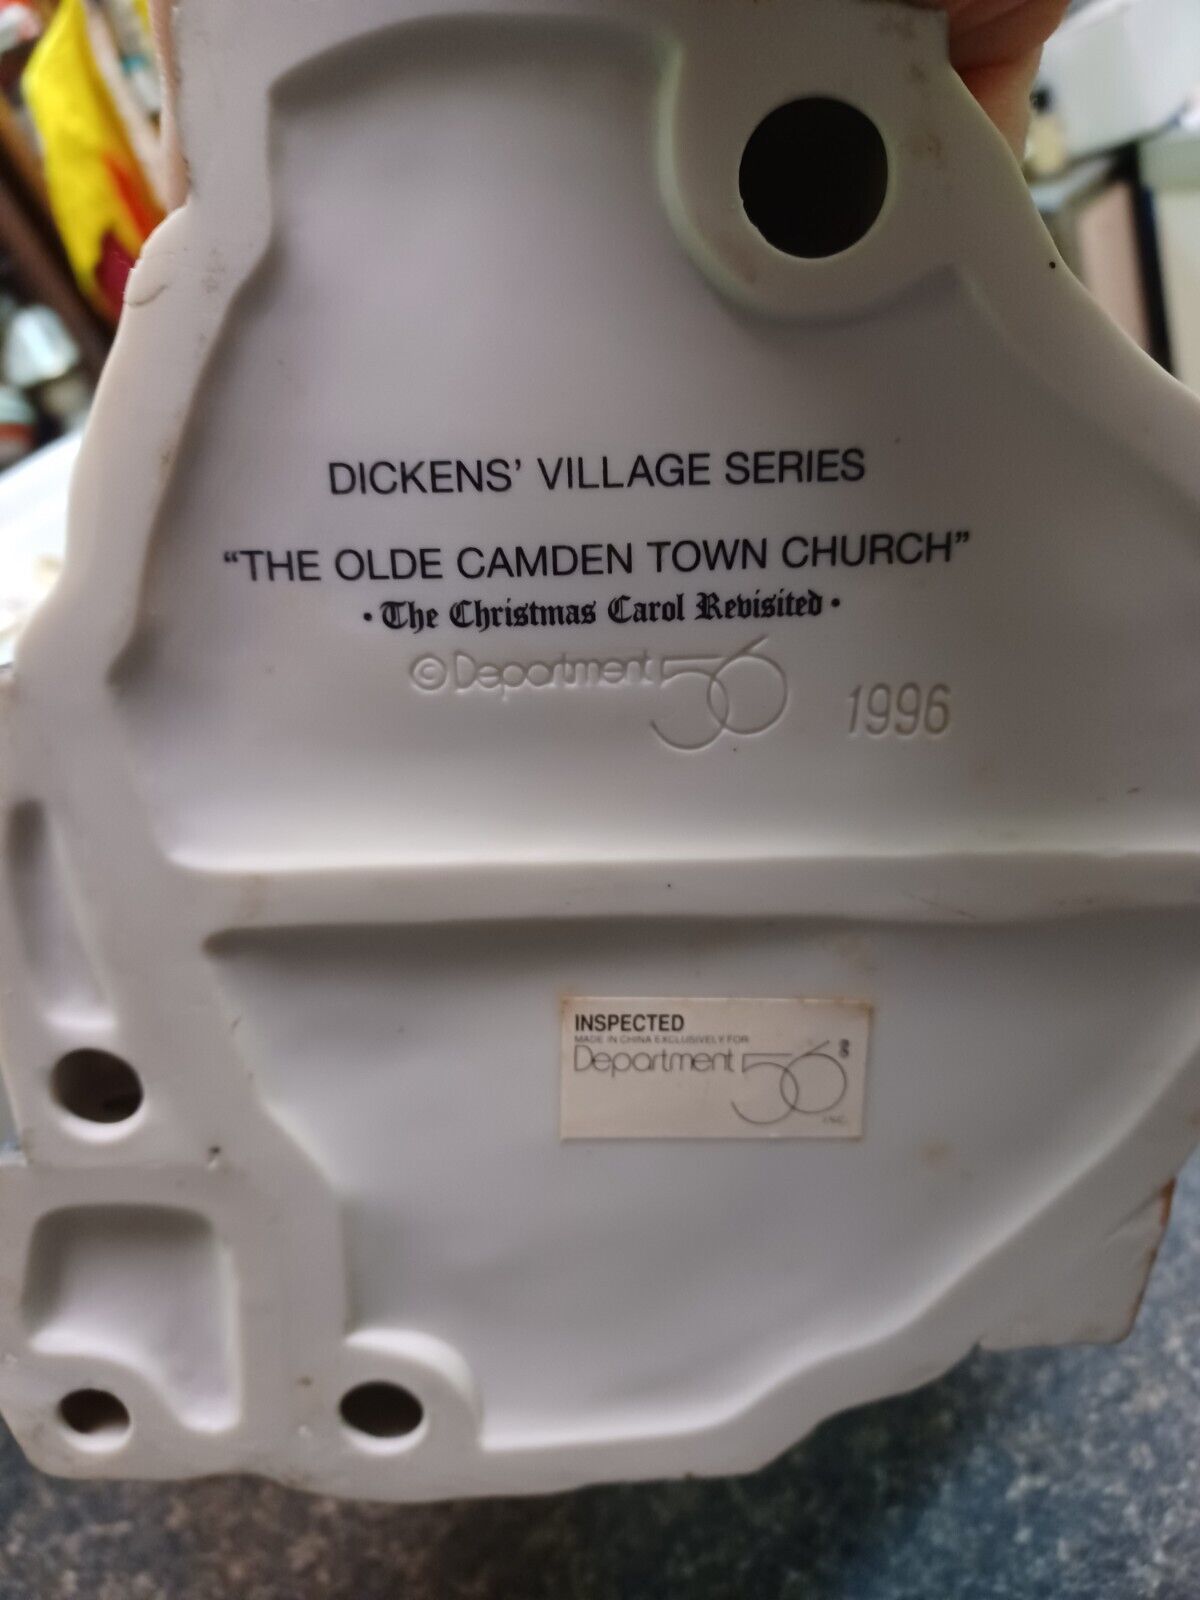 DICKENS' VILLAGE SERIES
“THE OLDE CAMDEN TOWN CHURCH”
• The Christmas Carol Revisited •
© Department 56 1996
INSPECTED
MADE IN CHINA EXCLUSIVELY FOR
Department 56
INC.